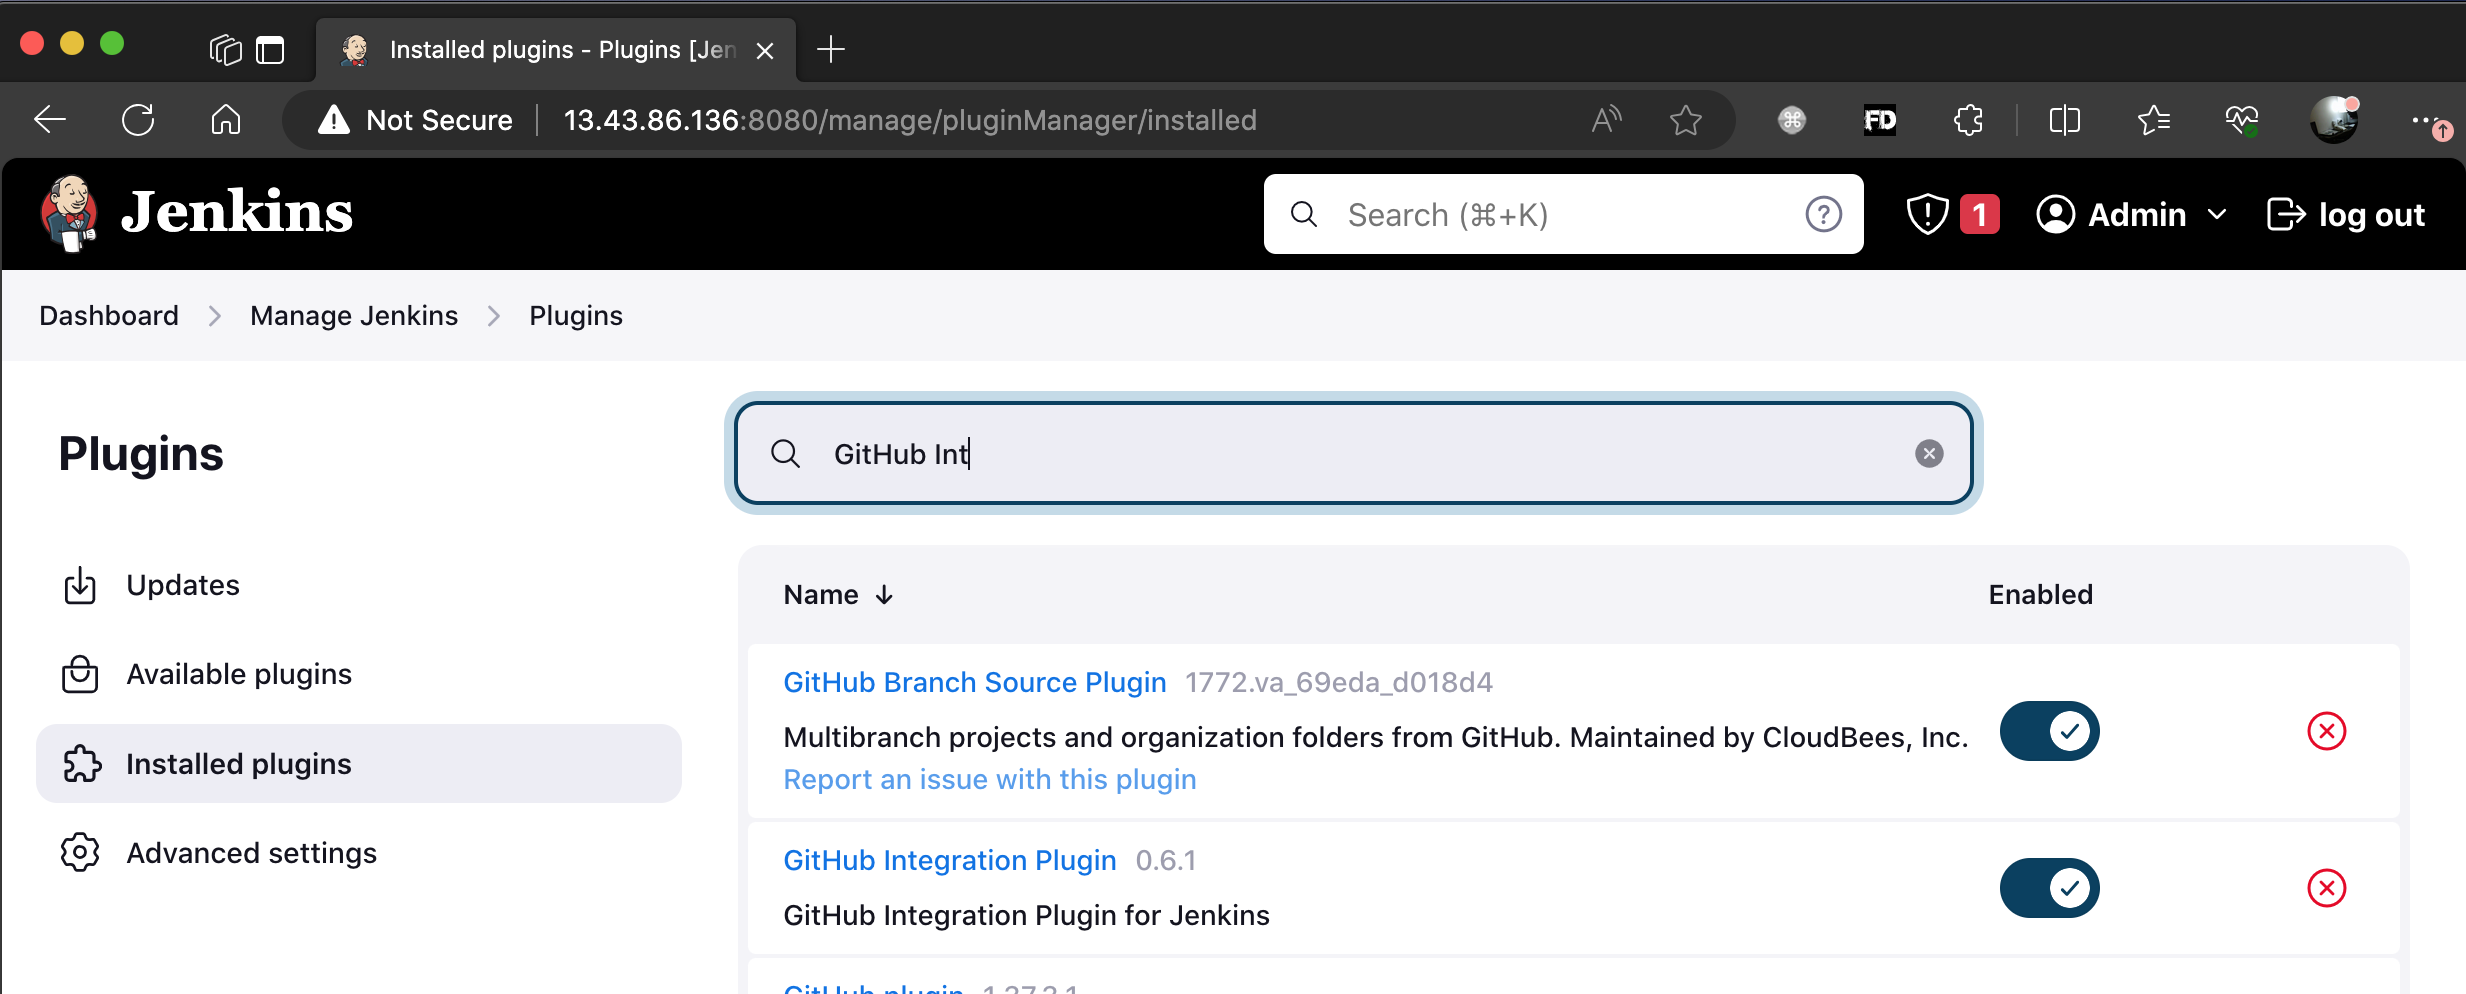 Installed plugins - Plugins [Jen
Not Secure 13.43.86.136:8080/manage/pluginManager/installed
FD
Jenkins
Search (⌘+K)
1
Admin
log out
Dashboard
Manage Jenkins
Plugins
Plugins
GitHub Int
Updates
Available plugins
Installed plugins
Advanced settings
Name ↓
Enabled
GitHub Branch Source Plugin 1772.va_69eda_d018d4
Multibranch projects and organization folders from GitHub. Maintained by CloudBees, Inc.
Report an issue with this plugin
GitHub Integration Plugin 0.6.1
GitHub Integration Plugin for Jenkins
GitHub plugin